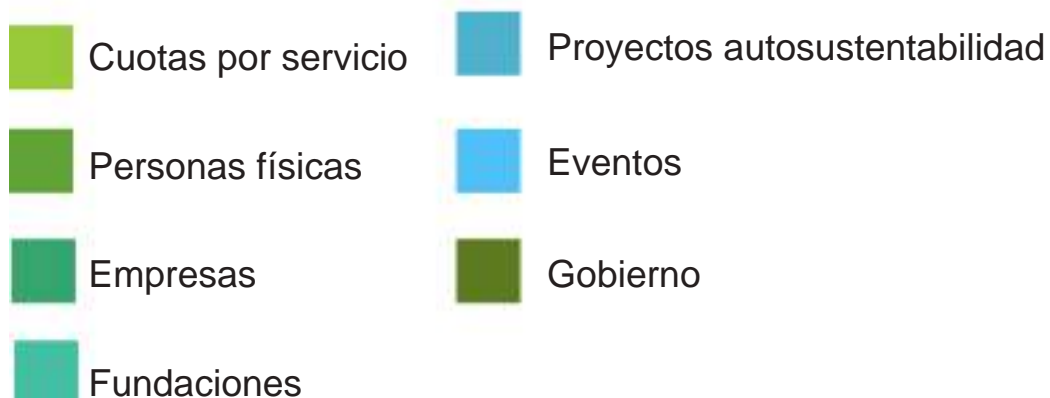 Cuotas por servicio
Personas físicas
Empresas
Fundaciones
Proyectos autosustentabilidad
Eventos
Gobierno